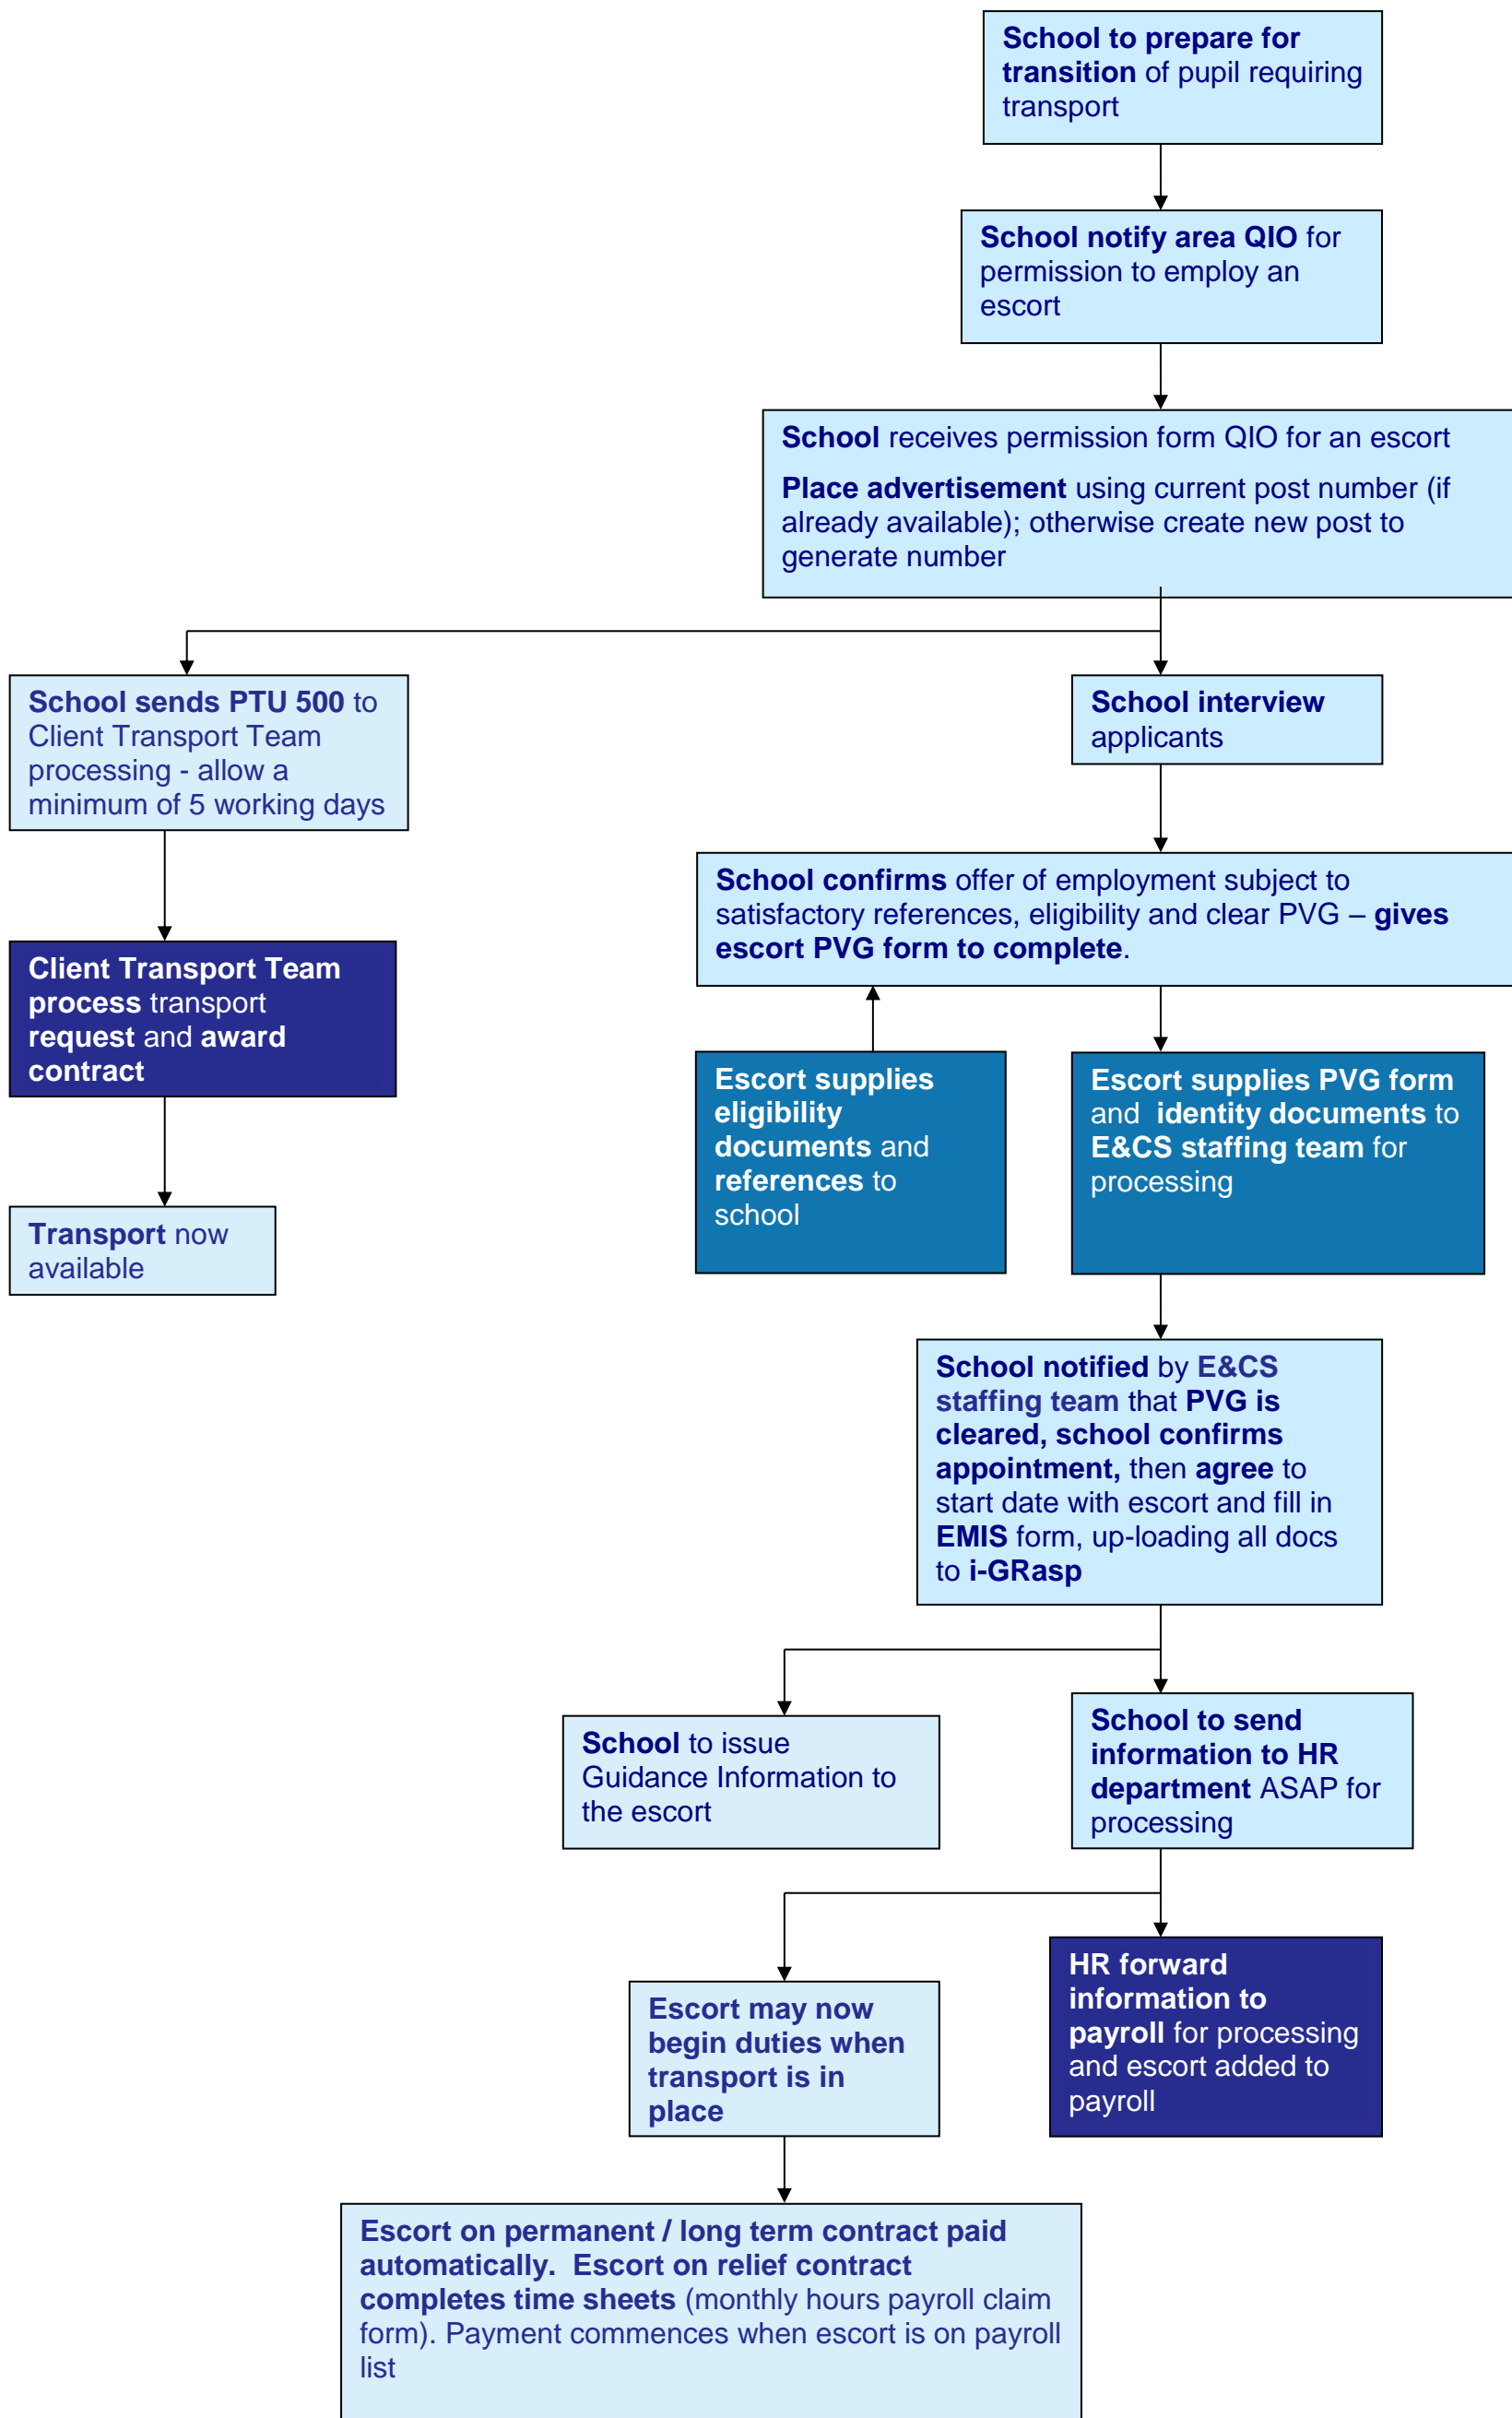 School to prepare for
transition of pupil requiring
transport
School notify area QIO for
permission to employ an
escort
School receives permission form QIO for an escort
Place advertisement using current post number (if
already available); otherwise create new post to
generate number
School sends PTU 500 to
Client Transport Team
processing - allow a
minimum of 5 working days
School interview
applicants
School confirms offer of employment subject to
satisfactory references, eligibility and clear PVG – gives
escort PVG form to complete.
Client Transport Team
process transport
request and award
contract
Escort supplies
eligibility
documents and
references to
school
Escort supplies PVG form
and identity documents to
E&CS staffing team for
processing
Transport now
available
School notified by E&CS
staffing team that PVG is
cleared, school confirms
appointment, then agree to
start date with escort and fill in
EMIS form, up-loading all docs
to i-GRasp
School to issue
Guidance Information to
the escort
School to send
information to HR
department ASAP for
processing
Escort may now
begin duties when
transport is in
place
HR forward
information to
payroll for processing
and escort added to
payroll
Escort on permanent / long term contract paid
automatically. Escort on relief contract
completes time sheets (monthly hours payroll claim
form). Payment commences when escort is on payroll
list